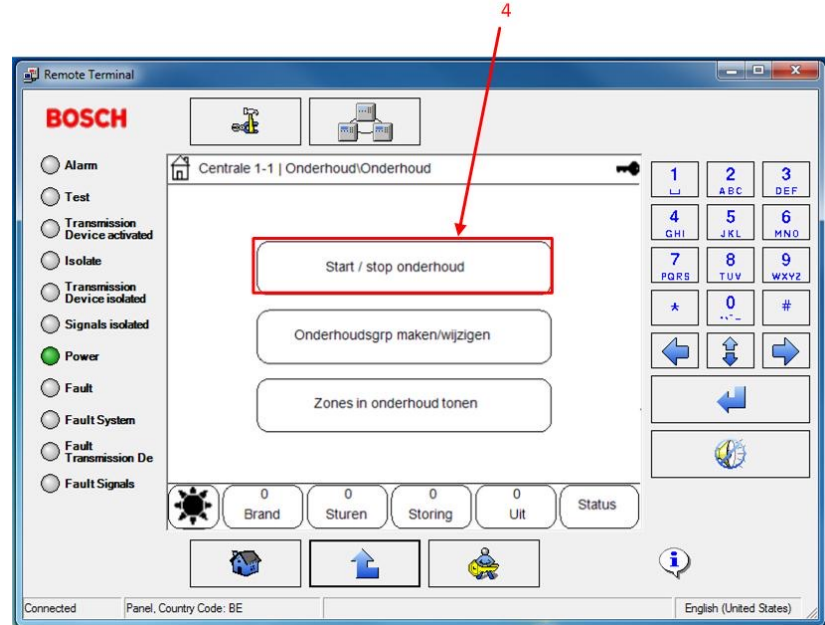 4
Remote Terminal
BOSCH
Alarm
Test
Transmission
Device activated
Isolate
Transmission
Device isolated
Signals isolated
Power
Fault
Fault System
Fault
Transmission De
Fault Signals
Centrale 1-1 | Onderhoud\Onderhoud
Start / stop onderhoud
Onderhoudsgrp maken/wijzigen
Zones in onderhoud tonen
0 0 0 0
Brand Sturen Storing Uit Status
1 2 3
ABC DEF
4 5 6
GHI JKL MNO
7 8 9
PQRS TUV WXYZ
* 0 #
Connected Panel, Country Code: BE English (United States)